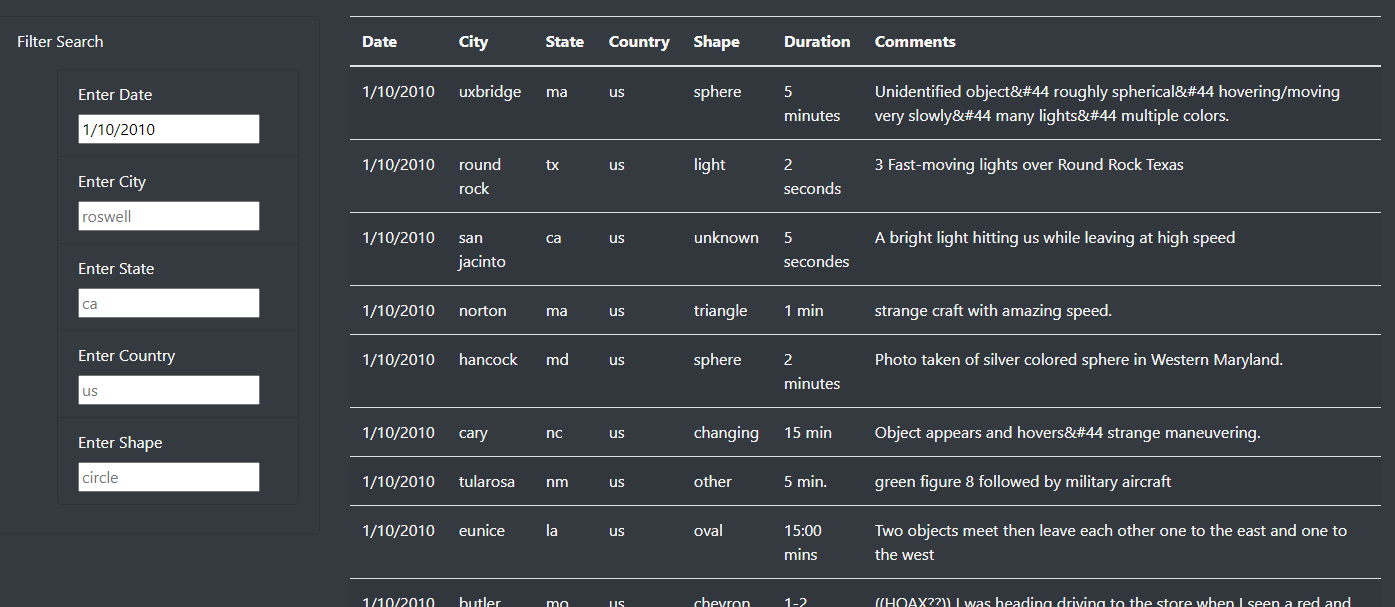 Filter Search
Enter Date
1/10/2010
Enter City
roswell
Enter State
ca
Enter Country
us
Enter Shape
circle
Date City State Country Shape Duration Comments
1/10/2010 uxbridge ma us sphere 5 Unidentified object&#44 roughly spherical&#44 hovering/moving
minutes very slowly&#44 many lights&#44 multiple colors.
1/10/2010 round tx us light 2 3 Fast-moving lights over Round Rock Texas
rock seconds
1/10/2010 san ca us unknown 5 A bright light hitting us while leaving at high speed
jacinto secondes
1/10/2010 norton ma us triangle 1 min strange craft with amazing speed.
1/10/2010 hancock md us sphere 2 Photo taken of silver colored sphere in Western Maryland.
minutes
1/10/2010 cary nc us changing 15 min Object appears and hovers&#44 strange maneuvering.
1/10/2010 tularosa nm us other 5 min. green figure 8 followed by military aircraft
1/10/2010 eunice la us oval 15:00 Two objects meet then leave each other one to the east and one to
mins the west
1/10/2010 butler mo us chevron 1-2 ((HOAX??)) I was heading driving to the store when I seen a red and